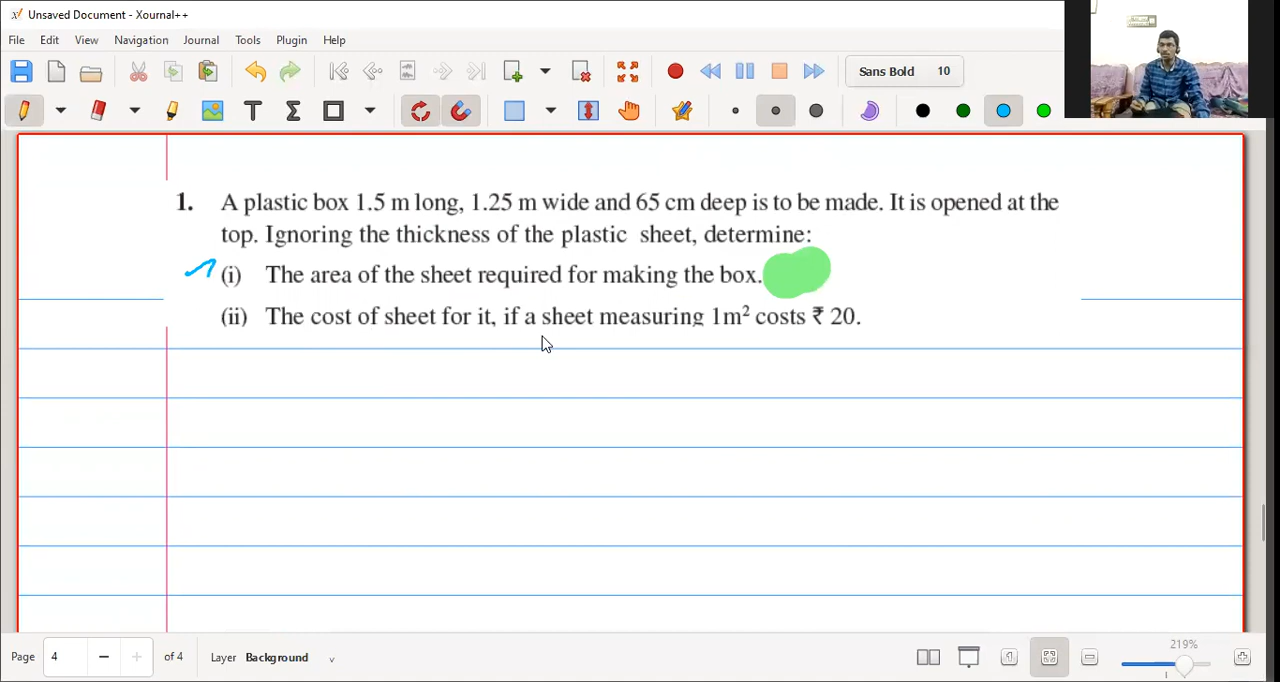 Unsaved Document - Xournal++
File Edit View Navigation Journal Tools Plugin Help
Sans Bold 10
1. A plastic box 1.5 m long, 1.25 m wide and 65 cm deep is to be made. It is opened at the
top. Ignoring the thickness of the plastic sheet, determine:
(i) The area of the sheet required for making the box.
(ii) The cost of sheet for it, if a sheet measuring 1m² costs ₹ 20.
Page 4 of 4 Layer Background 219%